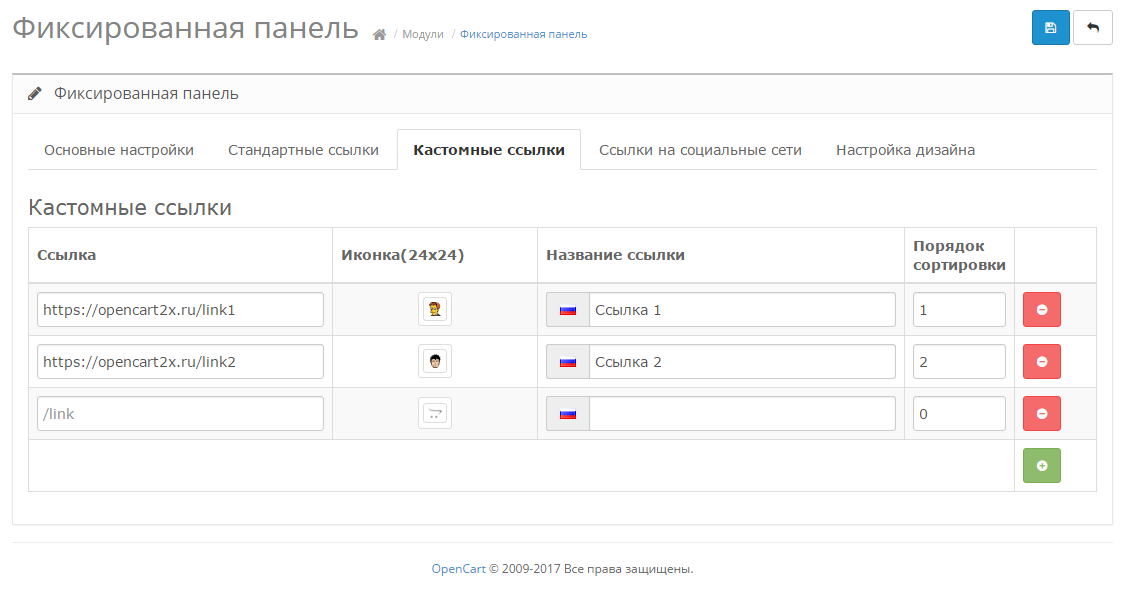 Фиксированная панель / Модули / Фиксированная панель
Фиксированная панель
Основные настройки Стандартные ссылки Кастомные ссылки Ссылки на социальные сети Настройка дизайна
Кастомные ссылки
Ссылка Иконка(24x24) Название ссылки Порядок сортировки
https://opencart2x.ru/link1 Ссылка 1 1
https://opencart2x.ru/link2 Ссылка 2 2
/link 0
OpenCart © 2009-2017 Все права защищены.